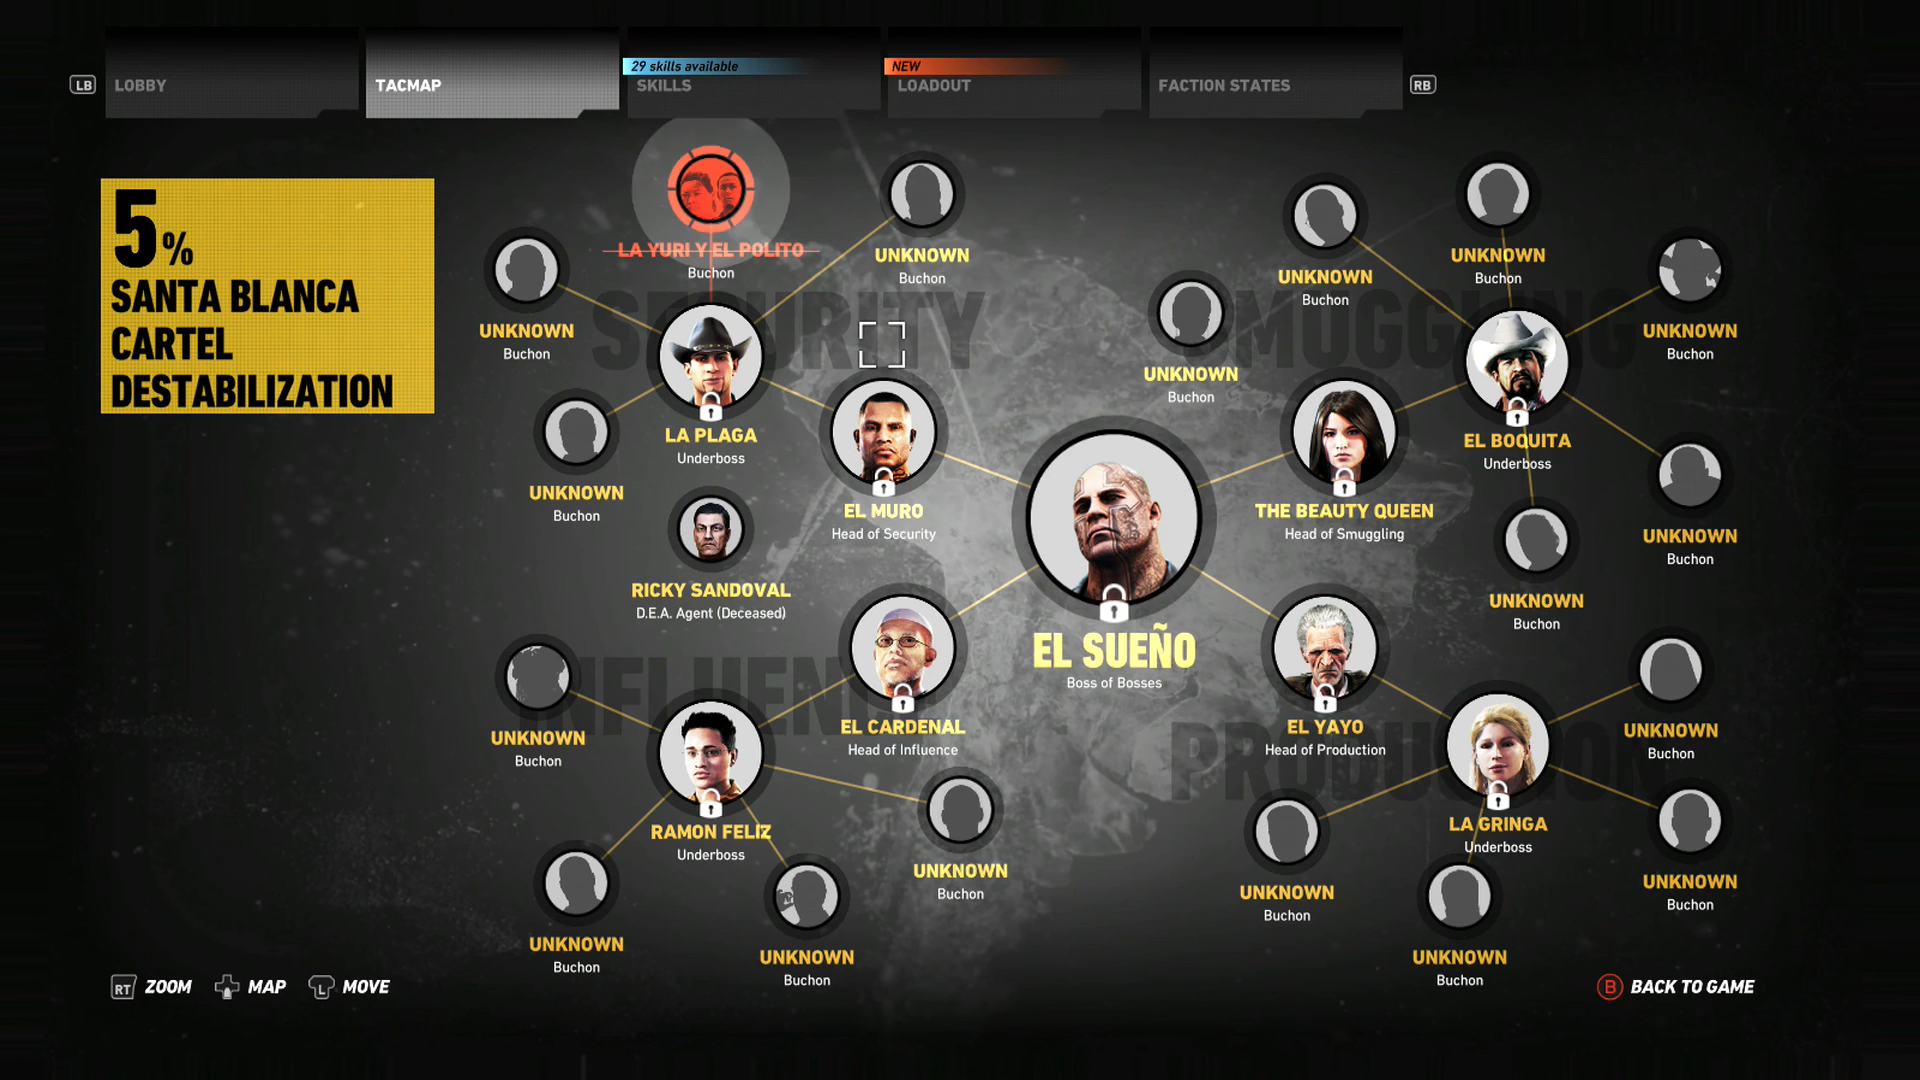 LB
LOBBY
TACMAP
29 skills available
SKILLS
NEW
LOADOUT
FACTION STATES
RB
5%
SANTA BLANCA
CARTEL
DESTABILIZATION
SECURITY
SMUGGLING
INFLUENCE
PRODUCTION
LA YURI Y EL POLITO
Buchon
UNKNOWN
Buchon
UNKNOWN
Buchon
UNKNOWN
Buchon
LA PLAGA
Underboss
EL MURO
Head of Security
RICKY SANDOVAL
D.E.A. Agent (Deceased)
UNKNOWN
Buchon
UNKNOWN
Buchon
UNKNOWN
Buchon
UNKNOWN
Buchon
EL BOQUITA
Underboss
THE BEAUTY QUEEN
Head of Smuggling
UNKNOWN
Buchon
UNKNOWN
Buchon
EL SUEÑO
Boss of Bosses
EL CARDENAL
Head of Influence
UNKNOWN
Buchon
RAMON FELIZ
Underboss
UNKNOWN
Buchon
UNKNOWN
Buchon
UNKNOWN
Buchon
EL YAYO
Head of Production
UNKNOWN
Buchon
LA GRINGA
Underboss
UNKNOWN
Buchon
UNKNOWN
Buchon
UNKNOWN
Buchon
RT ZOOM
MAP
L MOVE
B BACK TO GAME